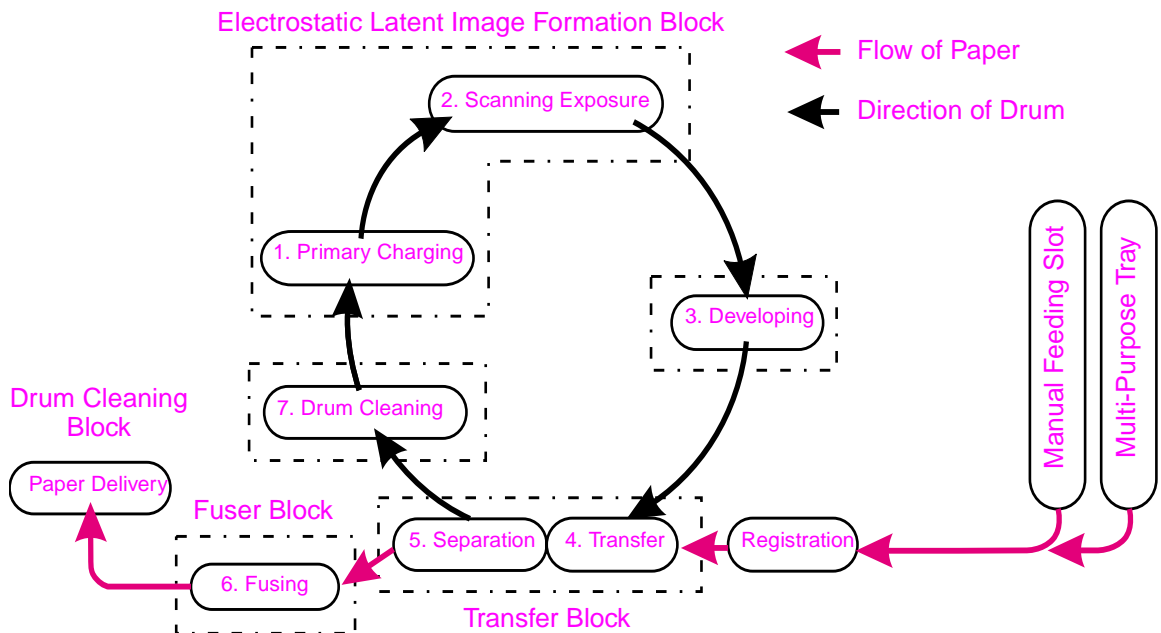 Electrostatic Latent Image Formation Block
Flow of Paper
2. Scanning Exposure
Direction of Drum
1. Primary Charging
Manual Feeding Slot
Multi-Purpose Tray
3. Developing
Drum Cleaning
Block
7. Drum Cleaning
Paper Delivery
Fuser Block
5. Separation
4. Transfer
Registration
6. Fusing
Transfer Block